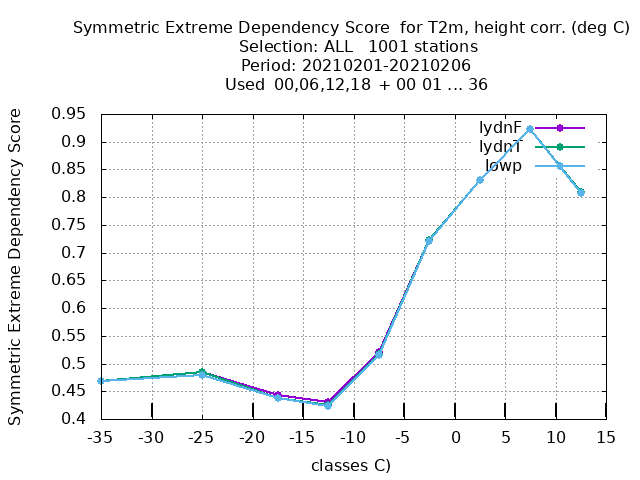 Symmetric Extreme Dependency Score for T2m, height corr. (deg C)
Selection: ALL 1001 stations
Period: 20210201-20210206
Used 00,06,12,18 + 00 01 ... 36
Symmetric Extreme Dependency Score
0.95
0.9
0.85
0.8
0.75
0.7
0.65
0.6
0.55
0.5
0.45
0.4
lydnF
lydpT
lowp
-35 -30 -25 -20 -15 -10 -5 0 5 10 15
classes C)